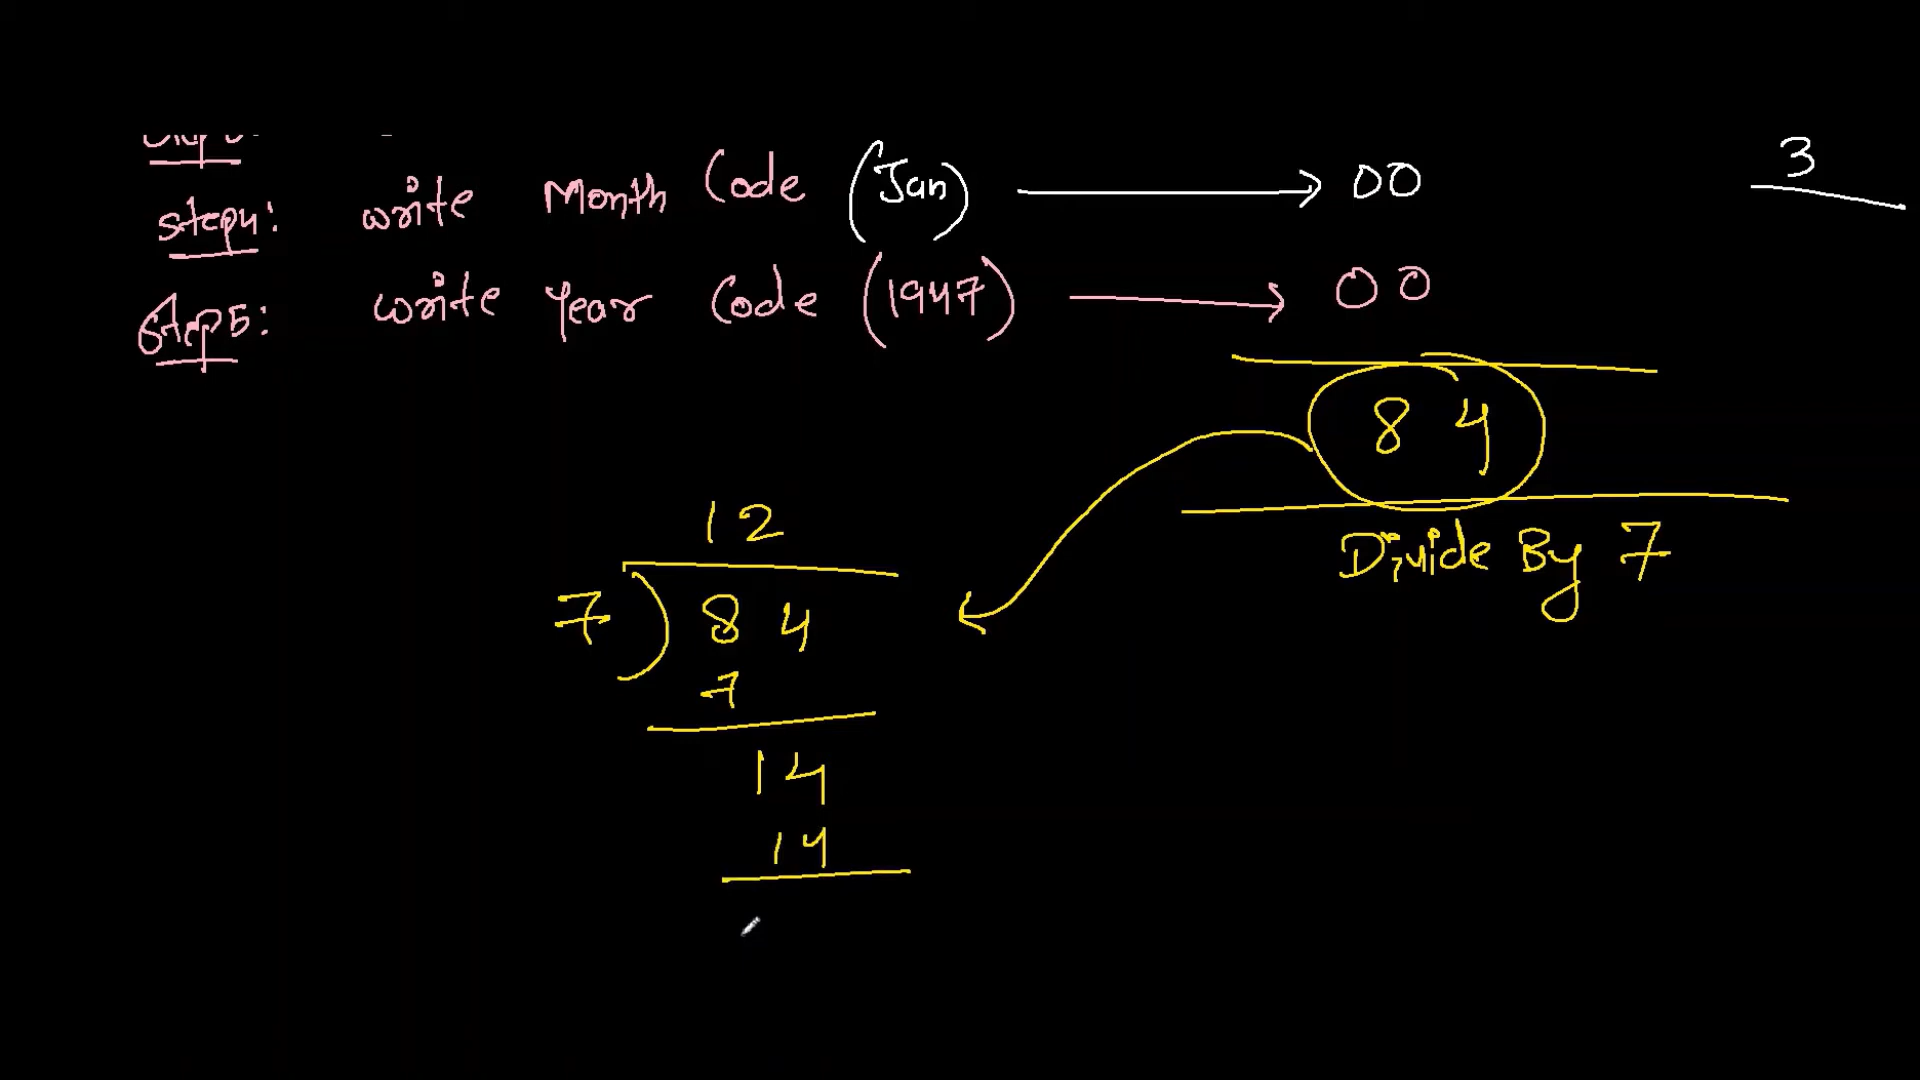 3
step4: write Month Code (Jan) → 00
Step5: write Year Code (1947) → 00
84
Divide By 7
12
7) 84
7
14
14